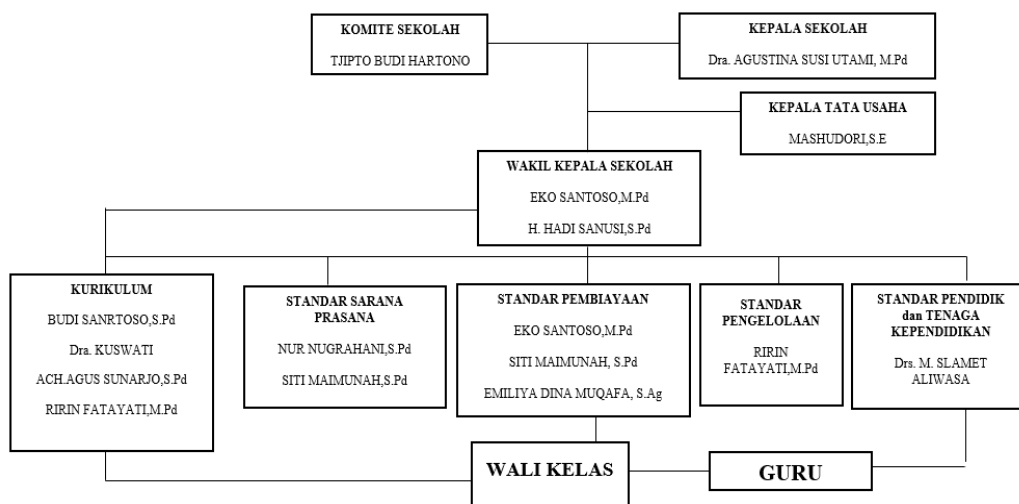 KOMITE SEKOLAH
TJIPTO BUDI HARTONO
KEPALA SEKOLAH
Dra. AGUSTINA SUSI UTAMI, M.Pd
KEPALA TATA USAHA
MASHUDORI,S.E
WAKIL KEPALA SEKOLAH
EKO SANTOSO,M.Pd
H. HADI SANUSI,S.Pd
KURIKULUM
BUDI SANRTOSO,S.Pd
Dra. KUSWATI
ACH.AGUS SUNARJO,S.Pd
RIRIN FATAYATI,M.Pd
STANDAR SARANA
PRASANA
NUR NUGRAHANI,S.Pd
SITI MAIMUNAH,S.Pd
STANDAR PEMBIAYAAN
EKO SANTOSO,M.Pd
SITI MAIMUNAH, S.Pd
EMILIYA DINA MUQAFA, S.Ag
STANDAR
PENGELOLAAN
RIRIN
FATAYATI,M.Pd
STANDAR PENDIDIK
dan TENAGA
KEPENDIDIKAN
Drs. M. SLAMET
ALIWASA
WALI KELAS
GURU